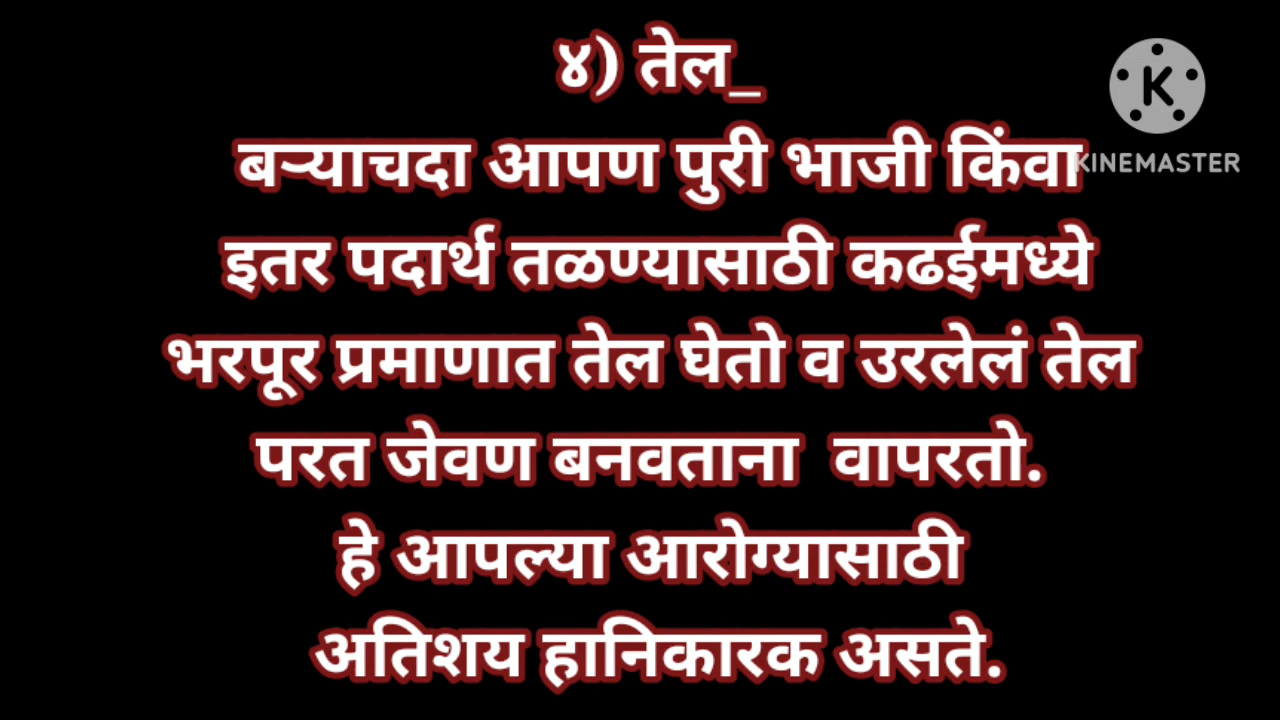 ४) तेल_
बऱ्याचदा आपण पुरी भाजी किंवा
इतर पदार्थ तळण्यासाठी कढईमध्ये
भरपूर प्रमाणात तेल घेतो व उरलेलं तेल
परत जेवण बनवताना वापरतो.
हे आपल्या आरोग्यासाठी
अतिशय हानिकारक असते.
K
KINEMASTER